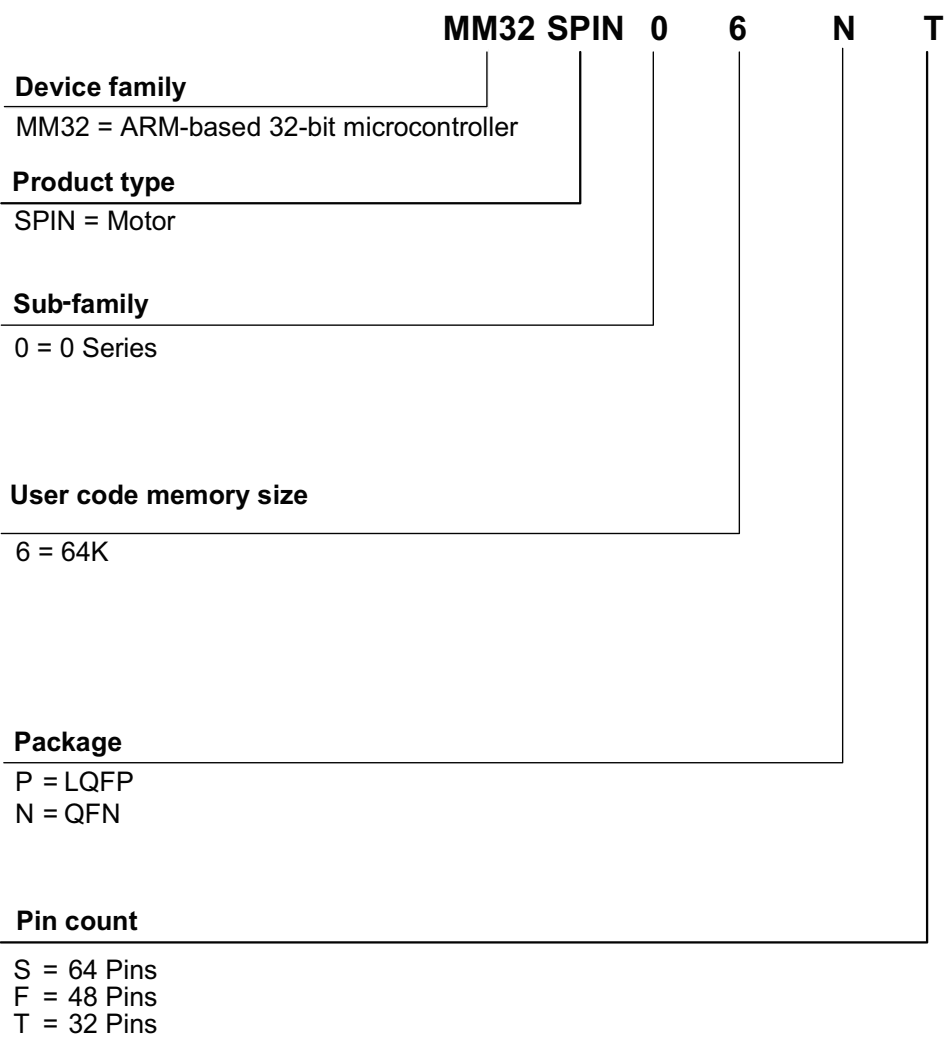 MM32 SPIN 0 6 N T
Device family
MM32 = ARM-based 32-bit microcontroller
Product type
SPIN = Motor
Sub-family
0 = 0 Series
User code memory size
6 = 64K
Package
P = LQFP
N = QFN
Pin count
S = 64 Pins
F = 48 Pins
T = 32 Pins